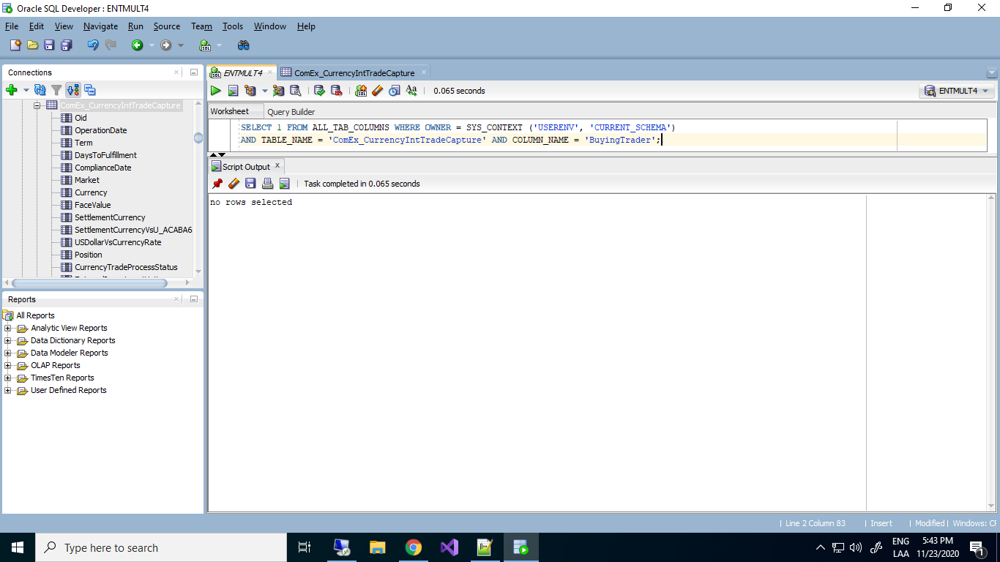 Oracle SQL Developer : ENTMULT4
File Edit View Navigate Run Source Team Tools Window Help
Connections
ENTMULT4
ComEx_CurrencyIntTradeCapture
0.065 seconds
ENTMULT4
ComEx_CurrencyIntTradeCapture
Oid
OperationDate
Term
DaysToFulfillment
ComplianceDate
Market
Currency
FaceValue
SettlementCurrency
SettlementCurrencyVsU_ACABA6
USDollarVsCurrencyRate
Position
CurrencyTradeProcessStatus
Worksheet Query Builder
SELECT 1 FROM ALL_TAB_COLUMNS WHERE OWNER = SYS_CONTEXT ('USERENV', 'CURRENT_SCHEMA')
AND TABLE_NAME = 'ComEx_CurrencyIntTradeCapture' AND COLUMN_NAME = 'BuyingTrader';
Script Output
Task completed in 0.065 seconds
no rows selected
Reports
All Reports
Analytic View Reports
Data Dictionary Reports
Data Modeler Reports
OLAP Reports
TimesTen Reports
User Defined Reports
Line 2 Column 83 | Insert | Modified | Windows: CF
Type here to search
ENG
LAA
5:43 PM
11/23/2020
1